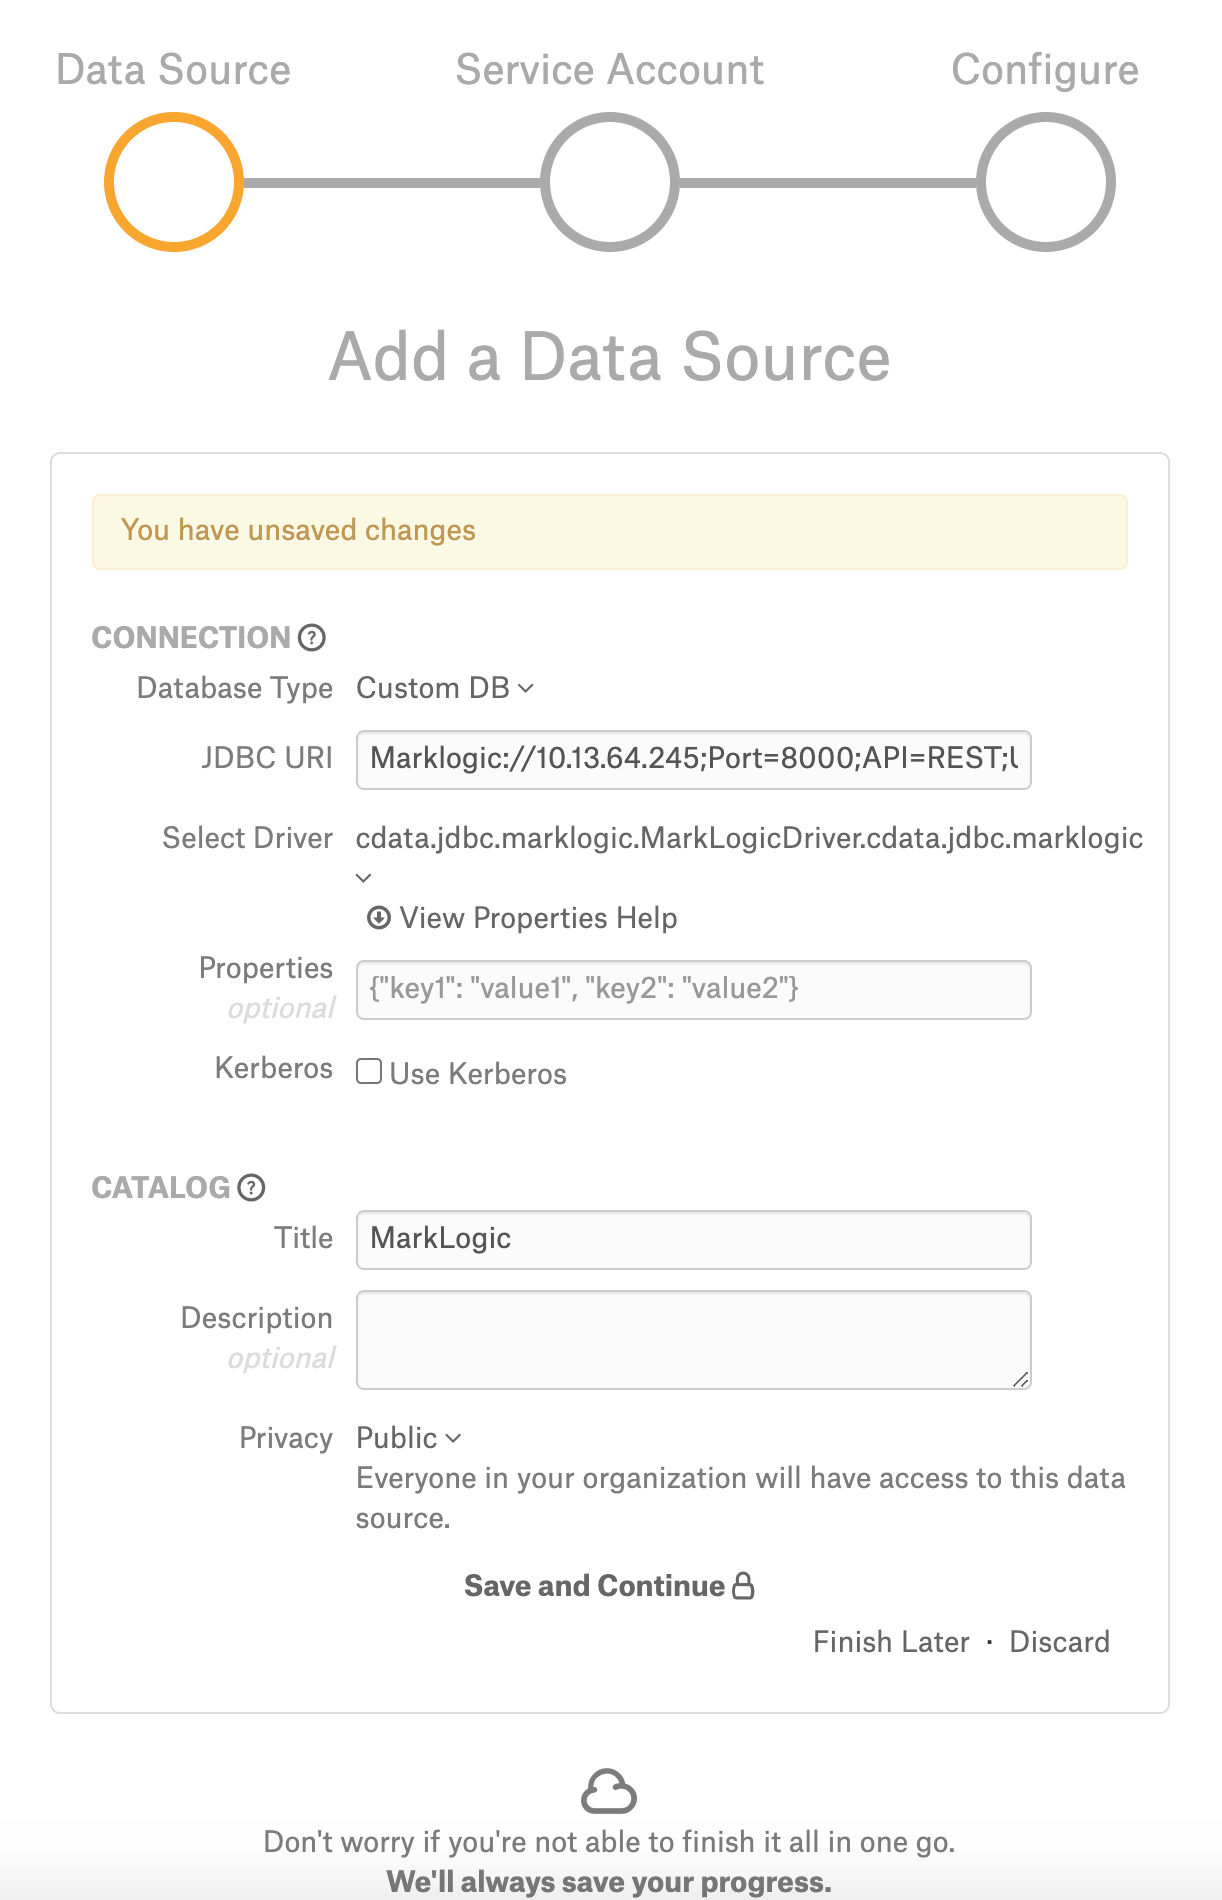 Data Source
Service Account
Configure
Add a Data Source
You have unsaved changes
CONNECTION ?
Database Type Custom DB
JDBC URI Marklogic://10.13.64.245;Port=8000;API=REST;
Select Driver cdata.jdbc.marklogic.MarkLogicDriver.cdata.jdbc.marklogic
View Properties Help
Properties {"key1": "value1", "key2": "value2"}
optional
Kerberos Use Kerberos
CATALOG ?
Title MarkLogic
Description
optional
Privacy Public
Everyone in your organization will have access to this data
source.
Save and Continue
Finish Later · Discard
Don't worry if you're not able to finish it all in one go.
We'll always save your progress.